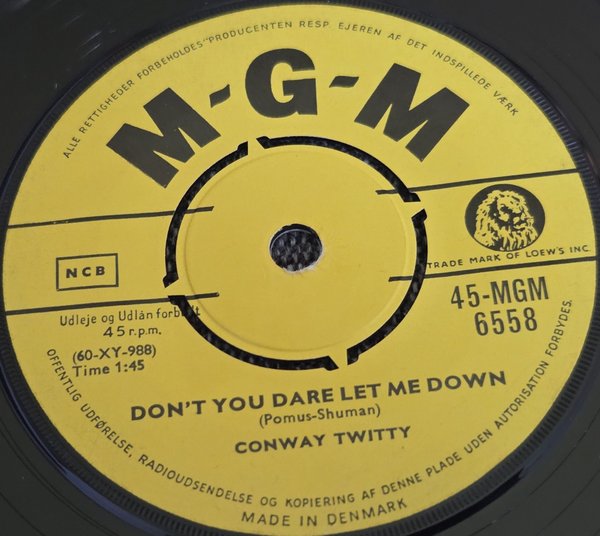 ALLE RETTIGHEDER FORBEHOLDES "PRODUCENTEN RESP. EJEREN AF DET INDSPILLEDE VÆRK
M-G-M
NCB
TRADE MARK OF LOEW'S INC.
Udleje og Udlån forbudt
45 r.p.m.
(60-XY-988)
Time 1:45
45-MGM
6558
DON'T YOU DARE LET ME DOWN
(Pomus-Shuman)
CONWAY TWITTY
OFFENTLIG UDFØRELSE, RADIOUDSENDELSE OG KOPIERING AF DENNE PLADE UDEN AUTORISATION FORBYDES.
MADE IN DENMARK